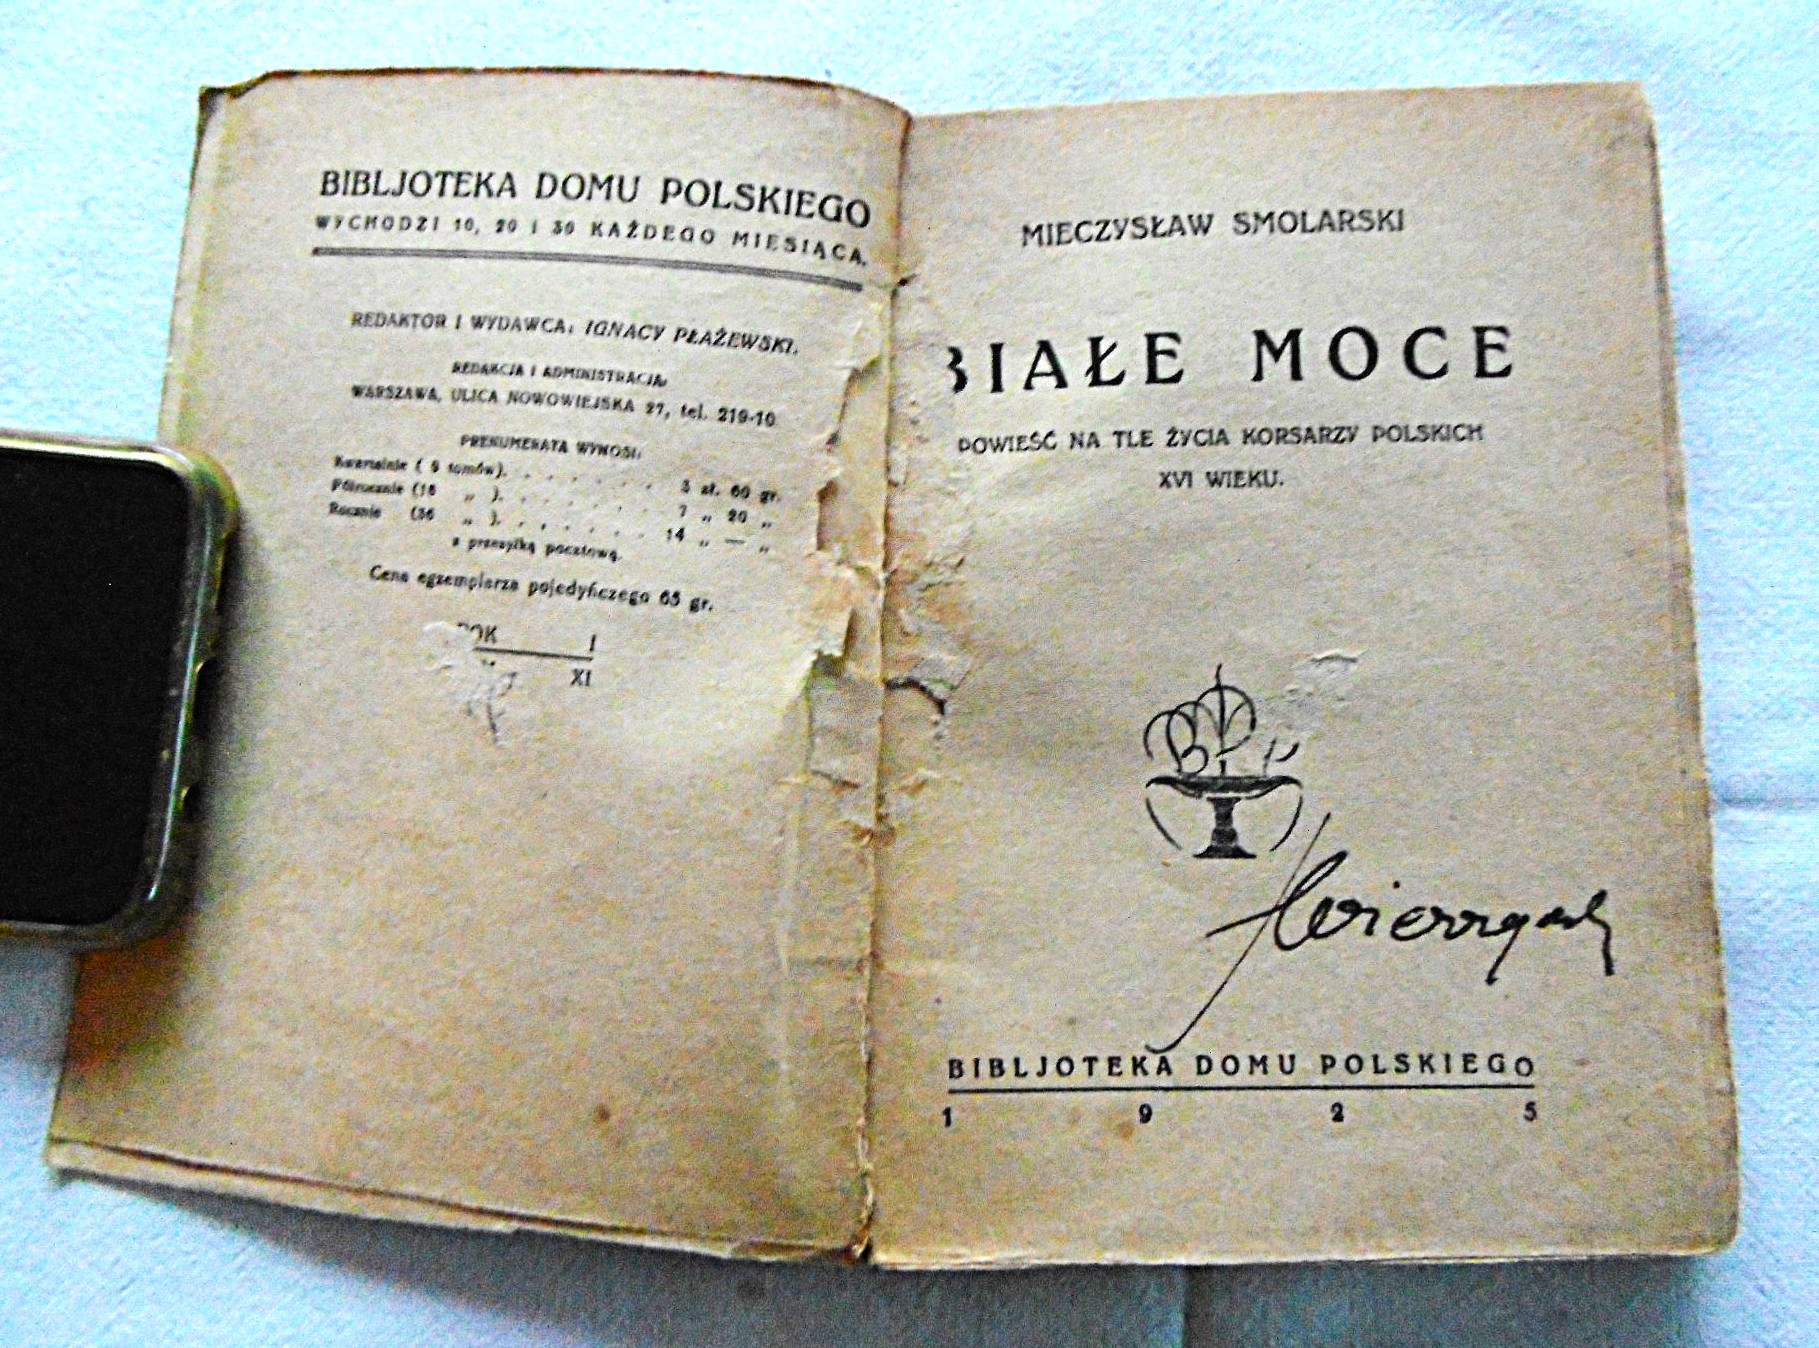 BIBLJOTEKA DOMU POLSKIEGO
WYCHODZI 10, 20 I 30 KAŻDEGO MIESIĄCA.
REDAKTOR I WYDAWCA: IGNACY PŁAŻEWSKI.
REDAKCJA I ADMINISTRACJA:
WARSZAWA, ULICA NOWOWIEJSKA 27, tel. 219-10
PRENUMERATA WYNOSI:
Kwartalnie ( 9 tomów). . . . . . . 3 zł. 60 gr.
Półrocznie (18 „ ). . . . . . . 7 „ 20 „
Rocznie (36 „ ). . . . . . . 14 „ — „
z przesyłką pocztową.
Cena egzemplarza pojedyńczego 65 gr.
ROK I
XI
MIECZYSŁAW SMOLARSKI
BIAŁE MOCE
POWIEŚĆ NA TLE ŻYCIA KORSARZY POLSKICH
XVI WIEKU.
BDP
BIBLJOTEKA DOMU POLSKIEGO
1 9 2 5